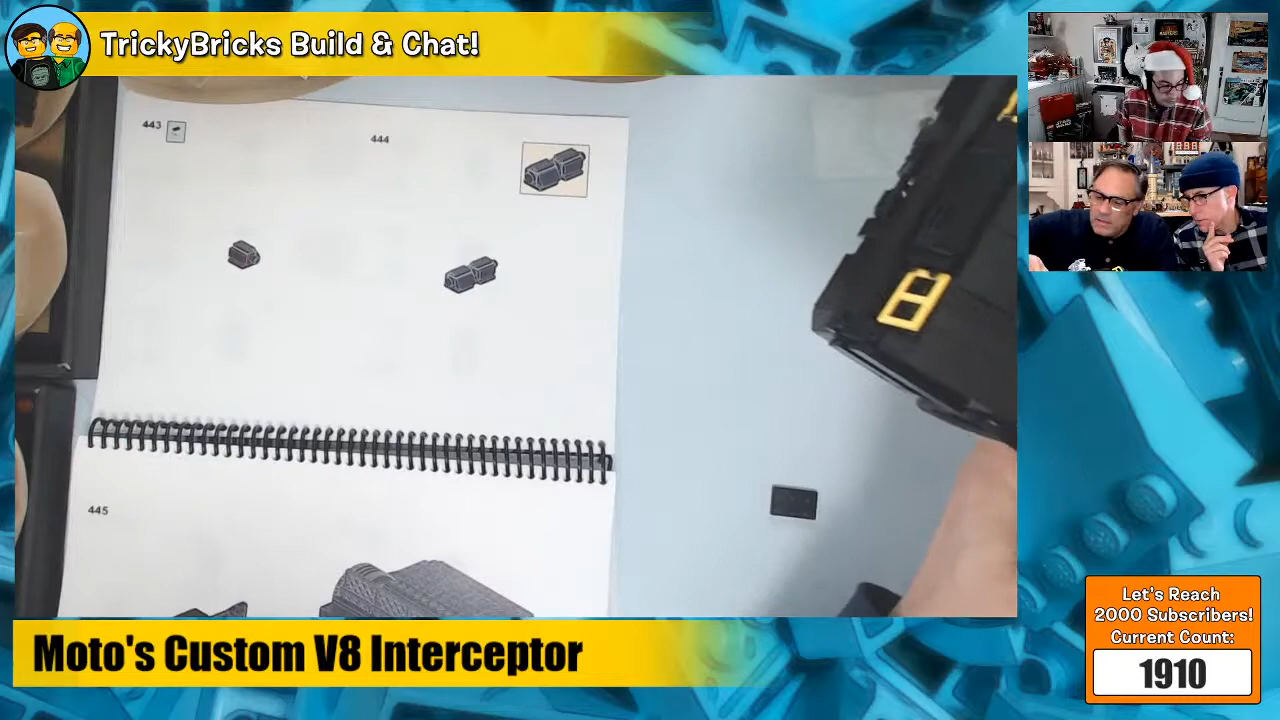 TrickyBricks Build & Chat!
443
444
445
Moto's Custom V8 Interceptor
Let's Reach
2000 Subscribers!
Current Count:
1910